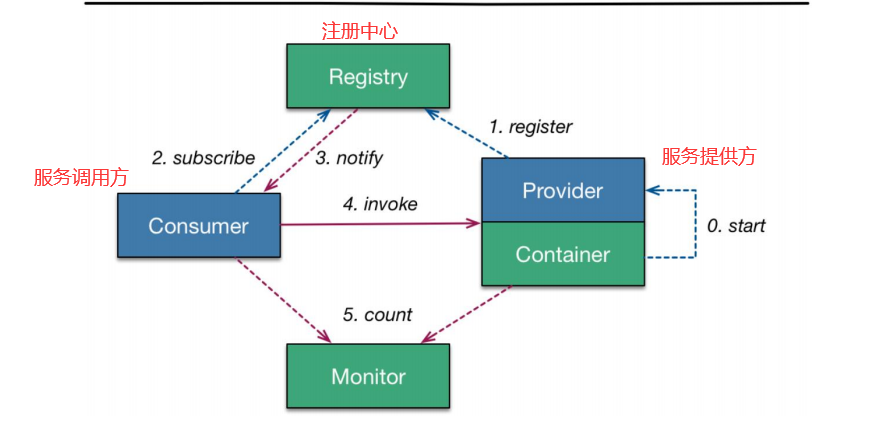 注册中心
Registry
1. register
2. subscribe
3. notify
服务提供方
服务调用方
Provider
4. invoke
Consumer
0. start
Container
5. count
Monitor